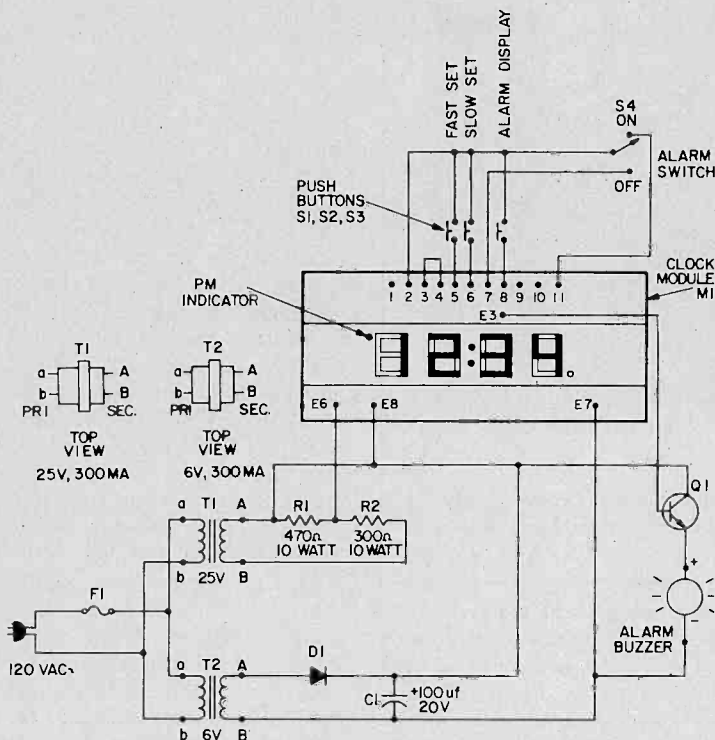 FAST SET
SLOW SET
ALARM DISPLAY
S4
ON
ALARM
SWITCH
OFF
PUSH
BUTTONS
S1, S2, S3
CLOCK
MODULE
M1
1 2 3 4 5 6 7 8 9 10 11
PM
INDICATOR
E3
12:34.
E6 E8 E7
T1
a A
b B
PRI SEC.
TOP
VIEW
25V, 300MA
T2
a A
b B
PRI SEC.
TOP
VIEW
6V, 300MA
Q1
a T1 A
R1 R2
470Ω 300Ω
10 WATT 10 WATT
b 25V B
F1
+
-
ALARM
BUZZER
120 VAC~
a T2 A
D1
C1 +100uf
20V
b 6V B